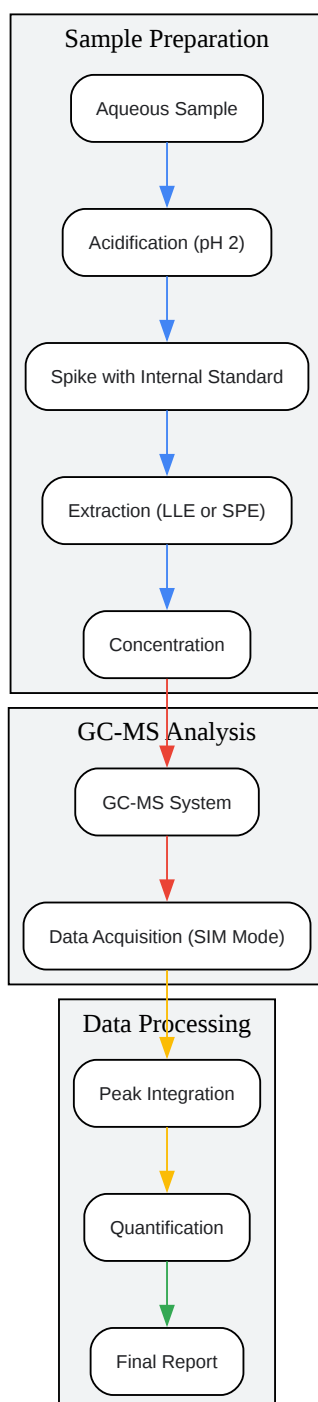 Sample Preparation
Aqueous Sample
Acidification (pH 2)
Spike with Internal Standard
Extraction (LLE or SPE)
Concentration
GC-MS Analysis
GC-MS System
Data Acquisition (SIM Mode)
Data Processing
Peak Integration
Quantification
Final Report